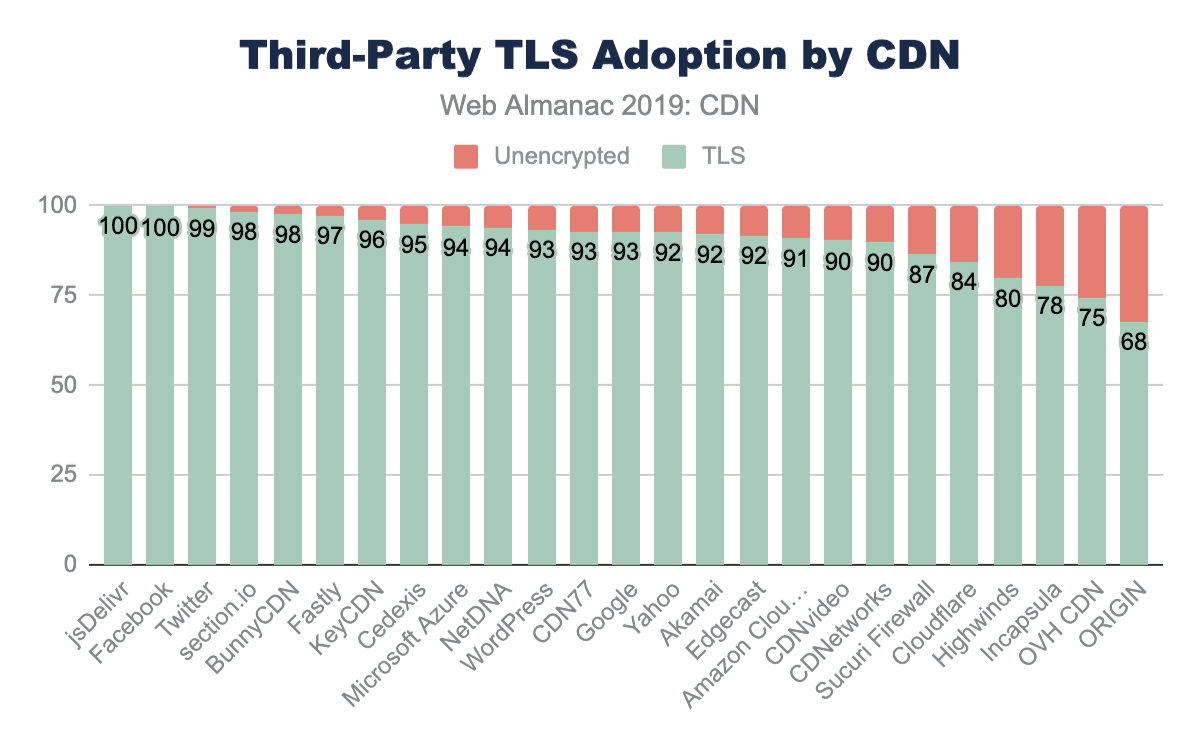 Third-Party TLS Adoption by CDN
Web Almanac 2019: CDN
Unencrypted TLS
100
75
50
25
0
100 100 99 98 98 97 96 95 94 94 93 93 93 92 92 92 91 90 90 87 84 80 78 75 68
jsDelivr
Facebook
Twitter
section.io
BunnyCDN
Fastly
KeyCDN
Cedexis
Microsoft Azure
NetDNA
WordPress
CDN77
Google
Yahoo
Akamai
Edgecast
Amazon Clou…
CDNvideo
CDNetworks
Sucuri Firewall
Cloudflare
Highwinds
Incapsula
OVH CDN
ORIGIN